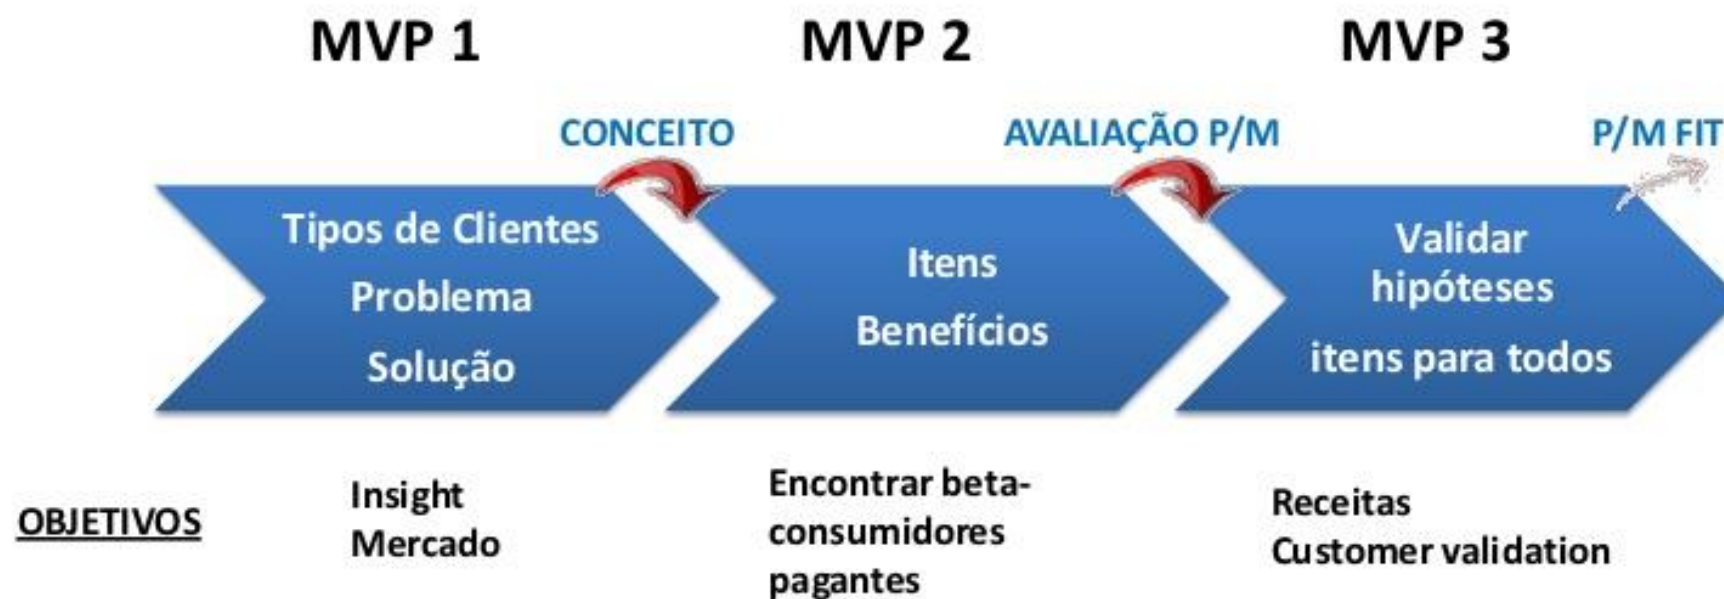 MVP 1
MVP 2
MVP 3
CONCEITO
AVALIAÇÃO P/M
P/M FIT
Tipos de Clientes
Problema
Solução
Itens
Benefícios
Validar
hipóteses
itens para todos
OBJETIVOS
Insight
Mercado
Encontrar beta-
consumidores
pagantes
Receitas
Customer validation